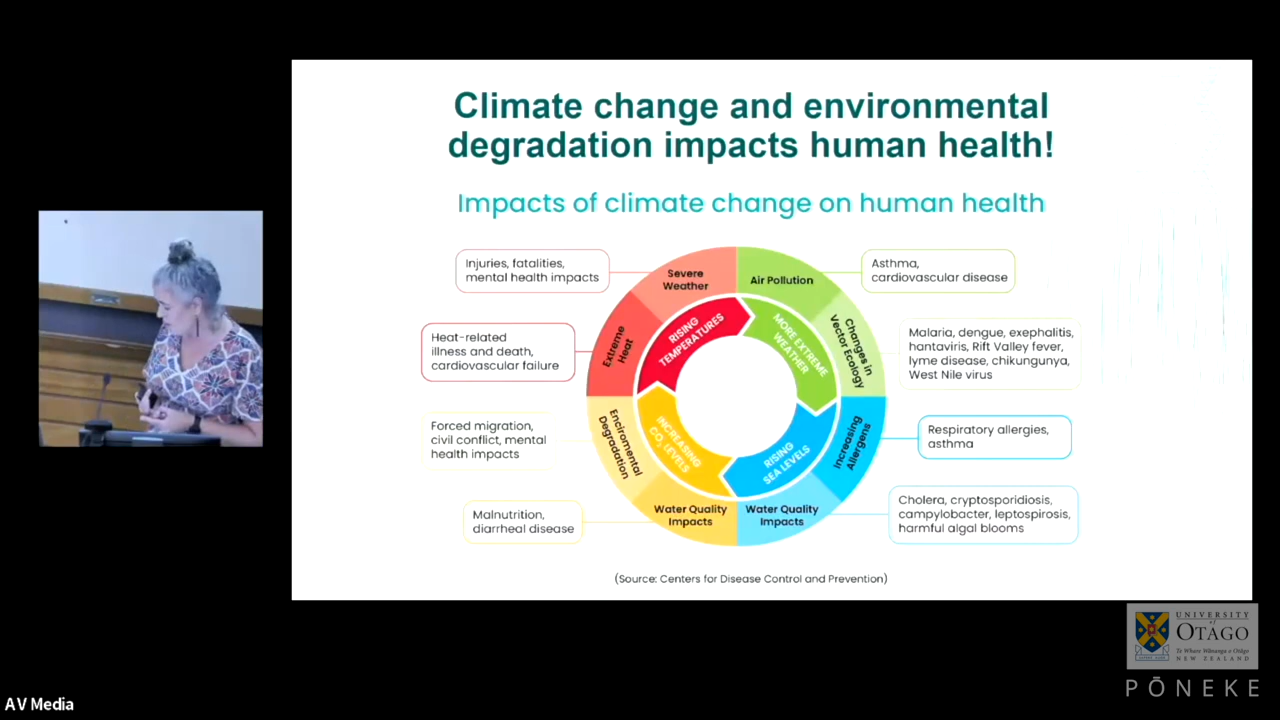 Climate change and environmental
degradation impacts human health!
Impacts of climate change on human health
Injuries, fatalities,
mental health impacts
Severe
Weather
Air Pollution
Asthma,
cardiovascular disease
Heat-related
illness and death,
cardiovascular failure
Extreme
Heat
RISING
TEMPERATURES
MORE EXTREME
WEATHER
Changes in
Vector Ecology
Malaria, dengue, exephalitis,
hantaviris, Rift Valley fever,
lyme disease, chikungunya,
West Nile virus
Forced migration,
civil conflict, mental
health impacts
Enciromental
Degradation
INCREASING
CO₂ LEVELS
RISING
SEA LEVELS
Increasing
Allergens
Respiratory allergies,
asthma
Malnutrition,
diarrheal disease
Water Quality
Impacts
Water Quality
Impacts
Cholera, cryptosporidiosis,
campylobacter, leptospirosis,
harmful algal blooms
(Source: Centers for Disease Control and Prevention)
UNIVERSITY
of
OTAGO
Te Whare Wānanga o Otāgo
NEW ZEALAND
PŌNEKE
AV Media